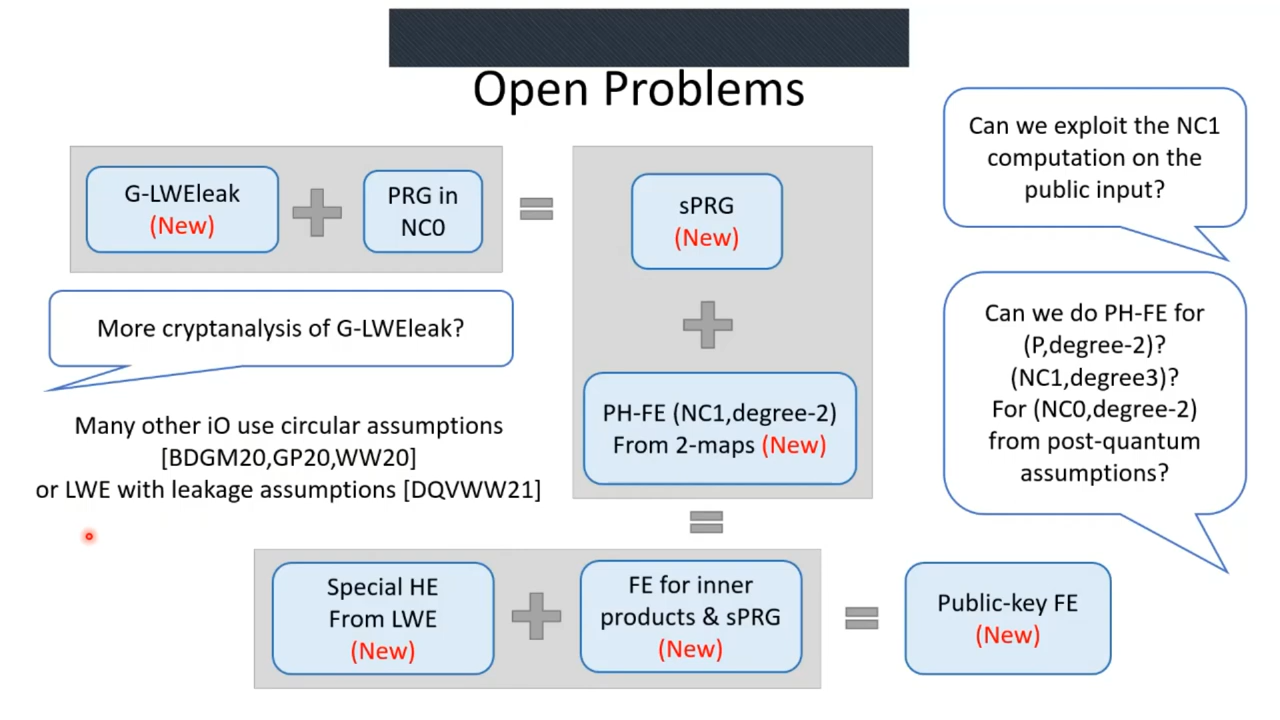 Open Problems
G-LWEleak
(New)
PRG in
NC0
sPRG
(New)
Can we exploit the NC1
computation on the
public input?
More cryptanalysis of G-LWEleak?
Many other iO use circular assumptions
[BDGM20,GP20,WW20]
or LWE with leakage assumptions [DQVWW21]
PH-FE (NC1,degree-2)
From 2-maps (New)
Can we do PH-FE for
(P,degree-2)?
(NC1,degree3)?
For (NC0,degree-2)
from post-quantum
assumptions?
Special HE
From LWE
(New)
FE for inner
products & sPRG
(New)
Public-key FE
(New)